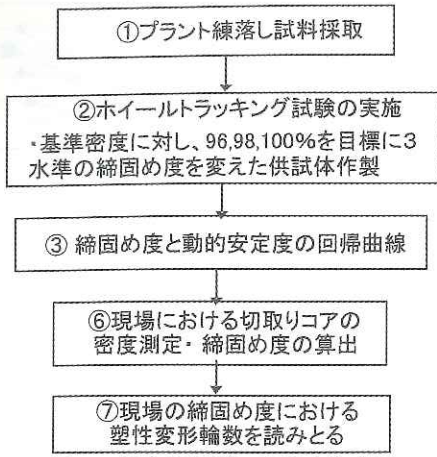 ①プラント練落し試料採取
②ホイールトラッキング試験の実施
・基準密度に対し、96,98,100%を目標に3
水準の締固め度を変えた供試体作製
③ 締固め度と動的安定度の回帰曲線
⑥現場における切取りコアの
密度測定・締固め度の算出
⑦現場の締固め度における
塑性変形輪数を読みとる